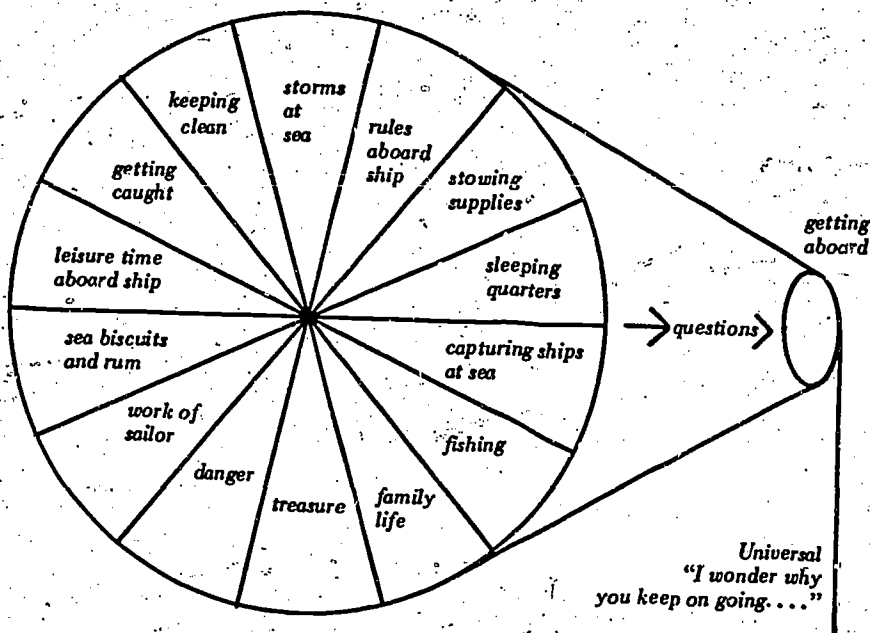 storms
at
sea
rules
aboard
ship
stowing
supplies
sleeping
quarters
capturing ships
at sea
fishing
family
life
treasure
danger
work of
sailor
sea biscuits
and rum
leisure time
aboard ship
getting
caught
keeping
clean
questions
getting
aboard
Universal
"I wonder why
you keep on going...."